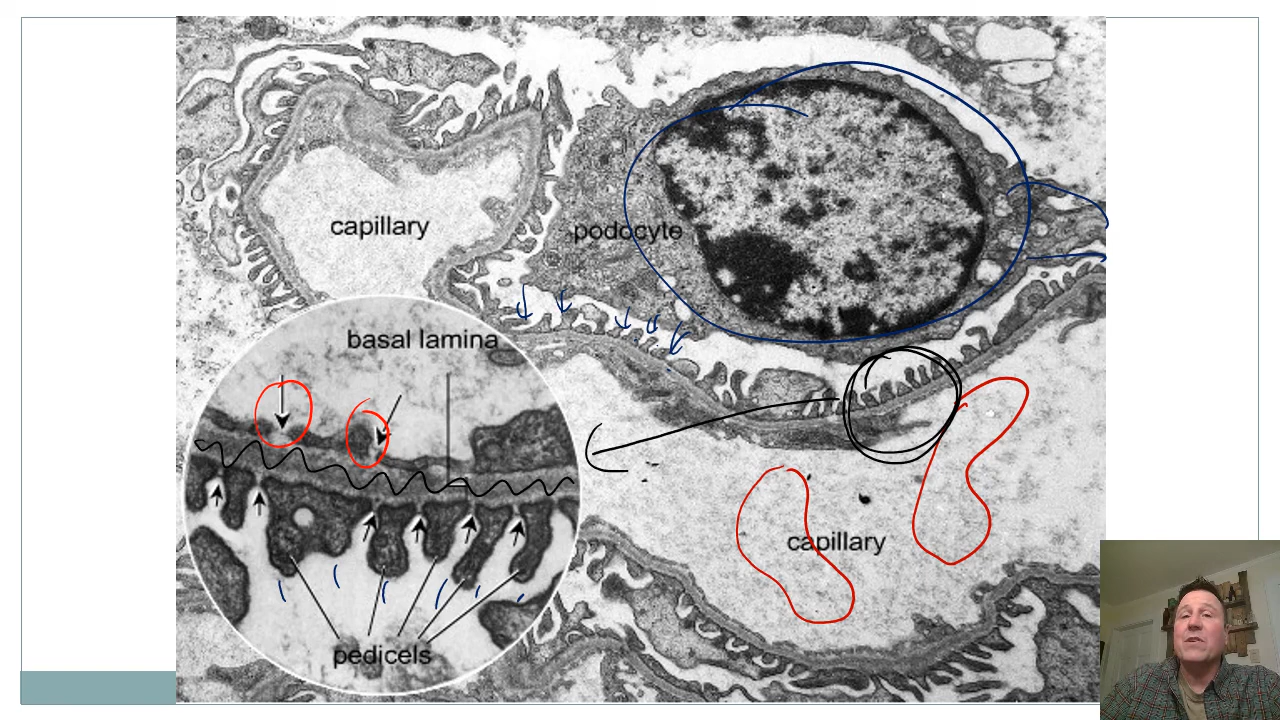 capillary
podocyte
basal lamina
capillary
pedicels